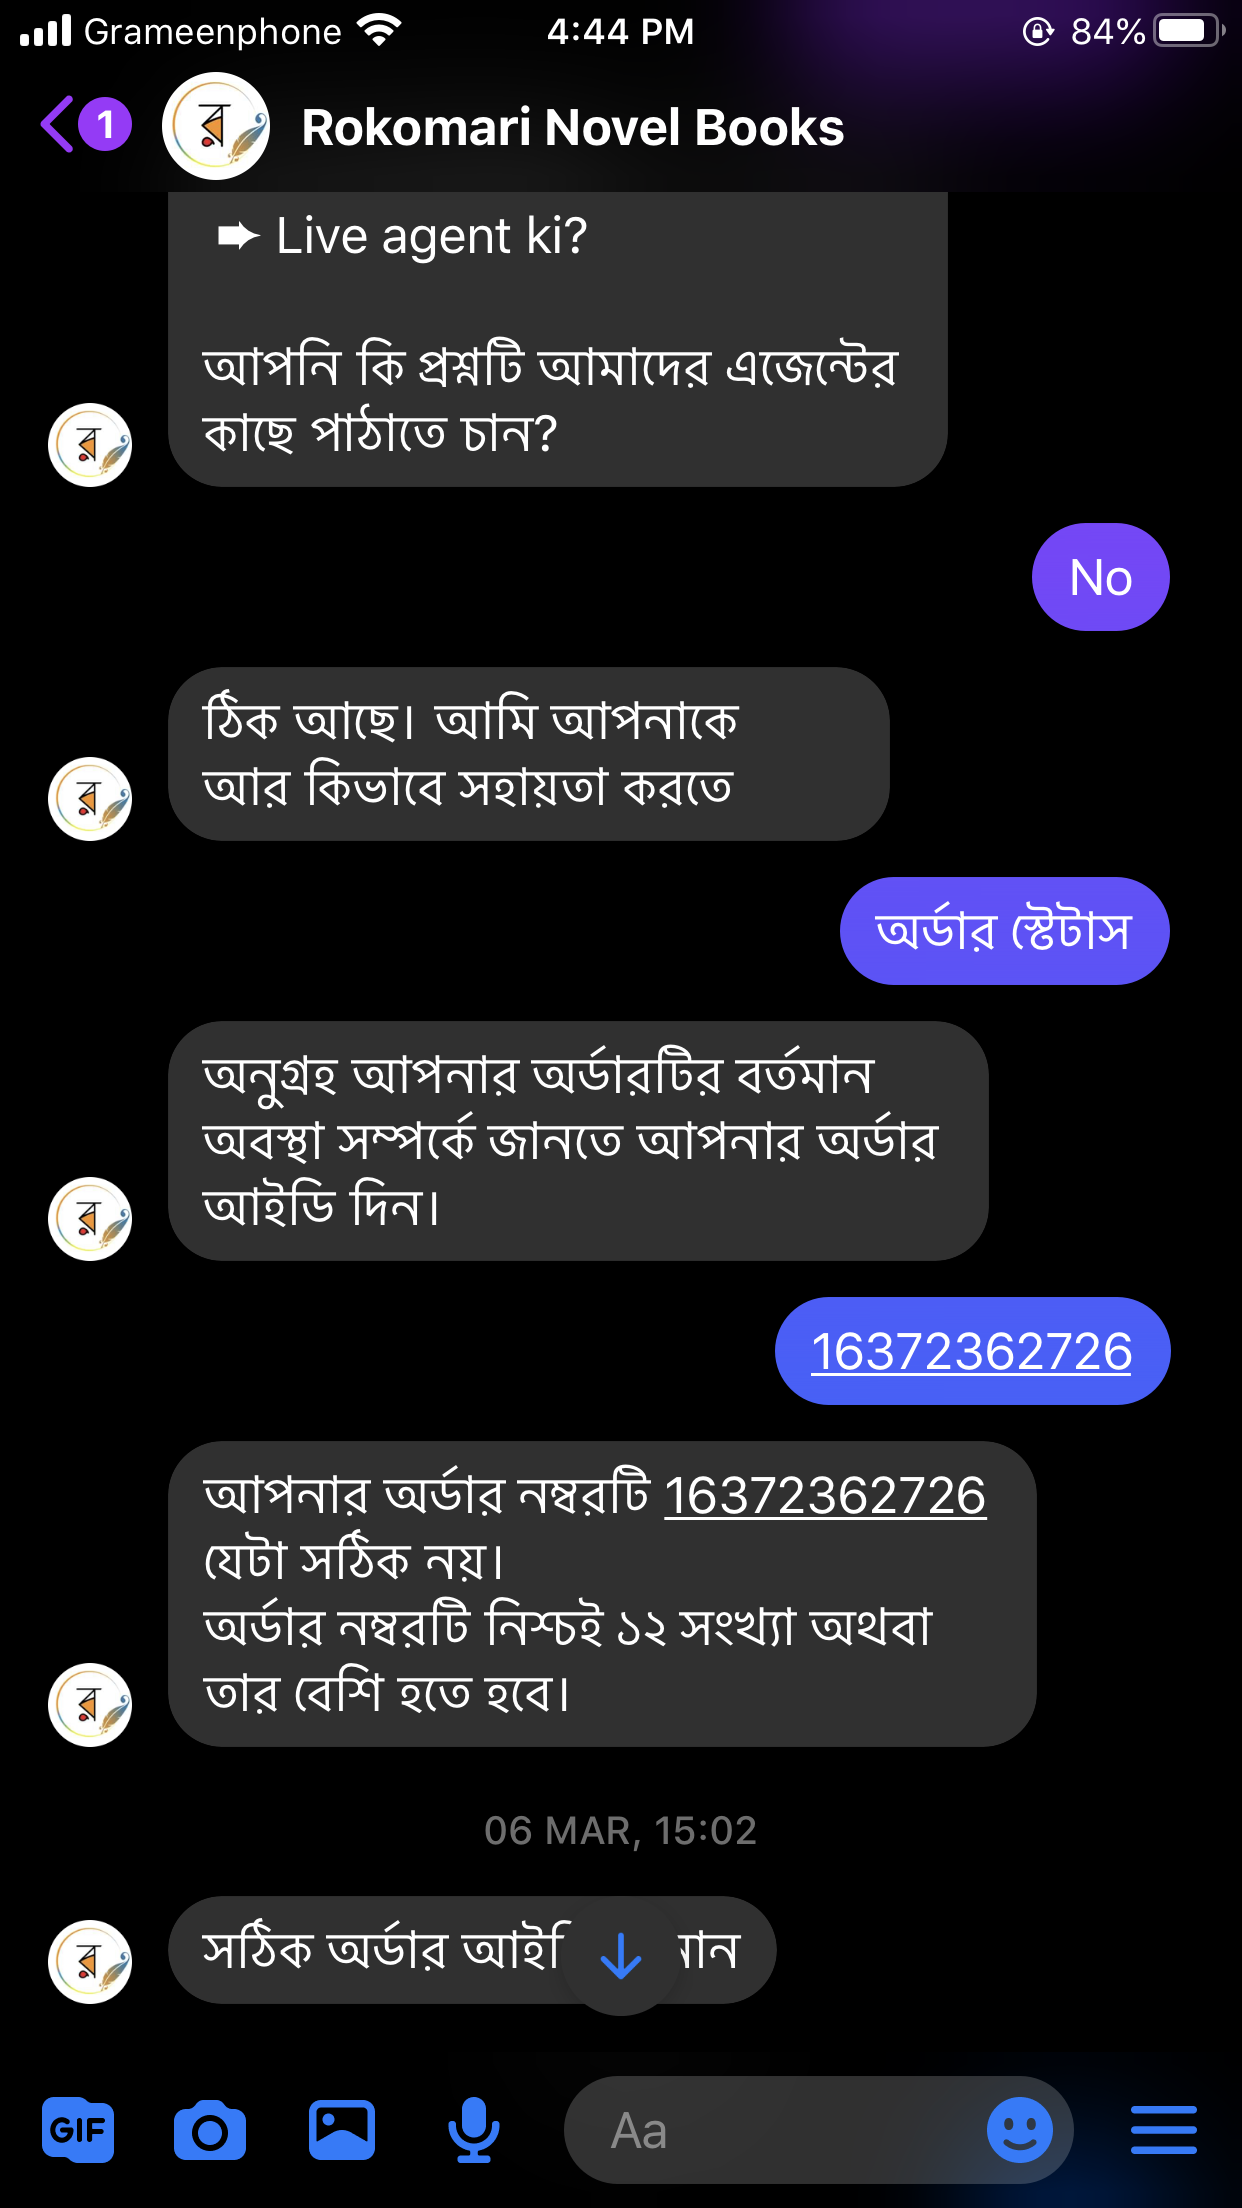 Grameenphone 4:44 PM 84%
1 র Rokomari Novel Books
➨ Live agent ki?
আপনি কি প্রশ্নটি আমাদের এজেন্টের
কাছে পাঠাতে চান?
র
No
ঠিক আছে। আমি আপনাকে
আর কিভাবে সহায়তা করতে
র
অর্ডার স্টেটাস
অনুগ্রহ আপনার অর্ডারটির বর্তমান
অবস্থা সম্পর্কে জানতে আপনার অর্ডার
আইডি দিন।
র
16372362726
আপনার অর্ডার নম্বরটি 16372362726
যেটা সঠিক নয়।
অর্ডার নম্বরটি নিশ্চই ১২ সংখ্যা অথবা
তার বেশি হতে হবে।
র
06 MAR, 15:02
সঠিক অর্ডার
র
GIF Aa